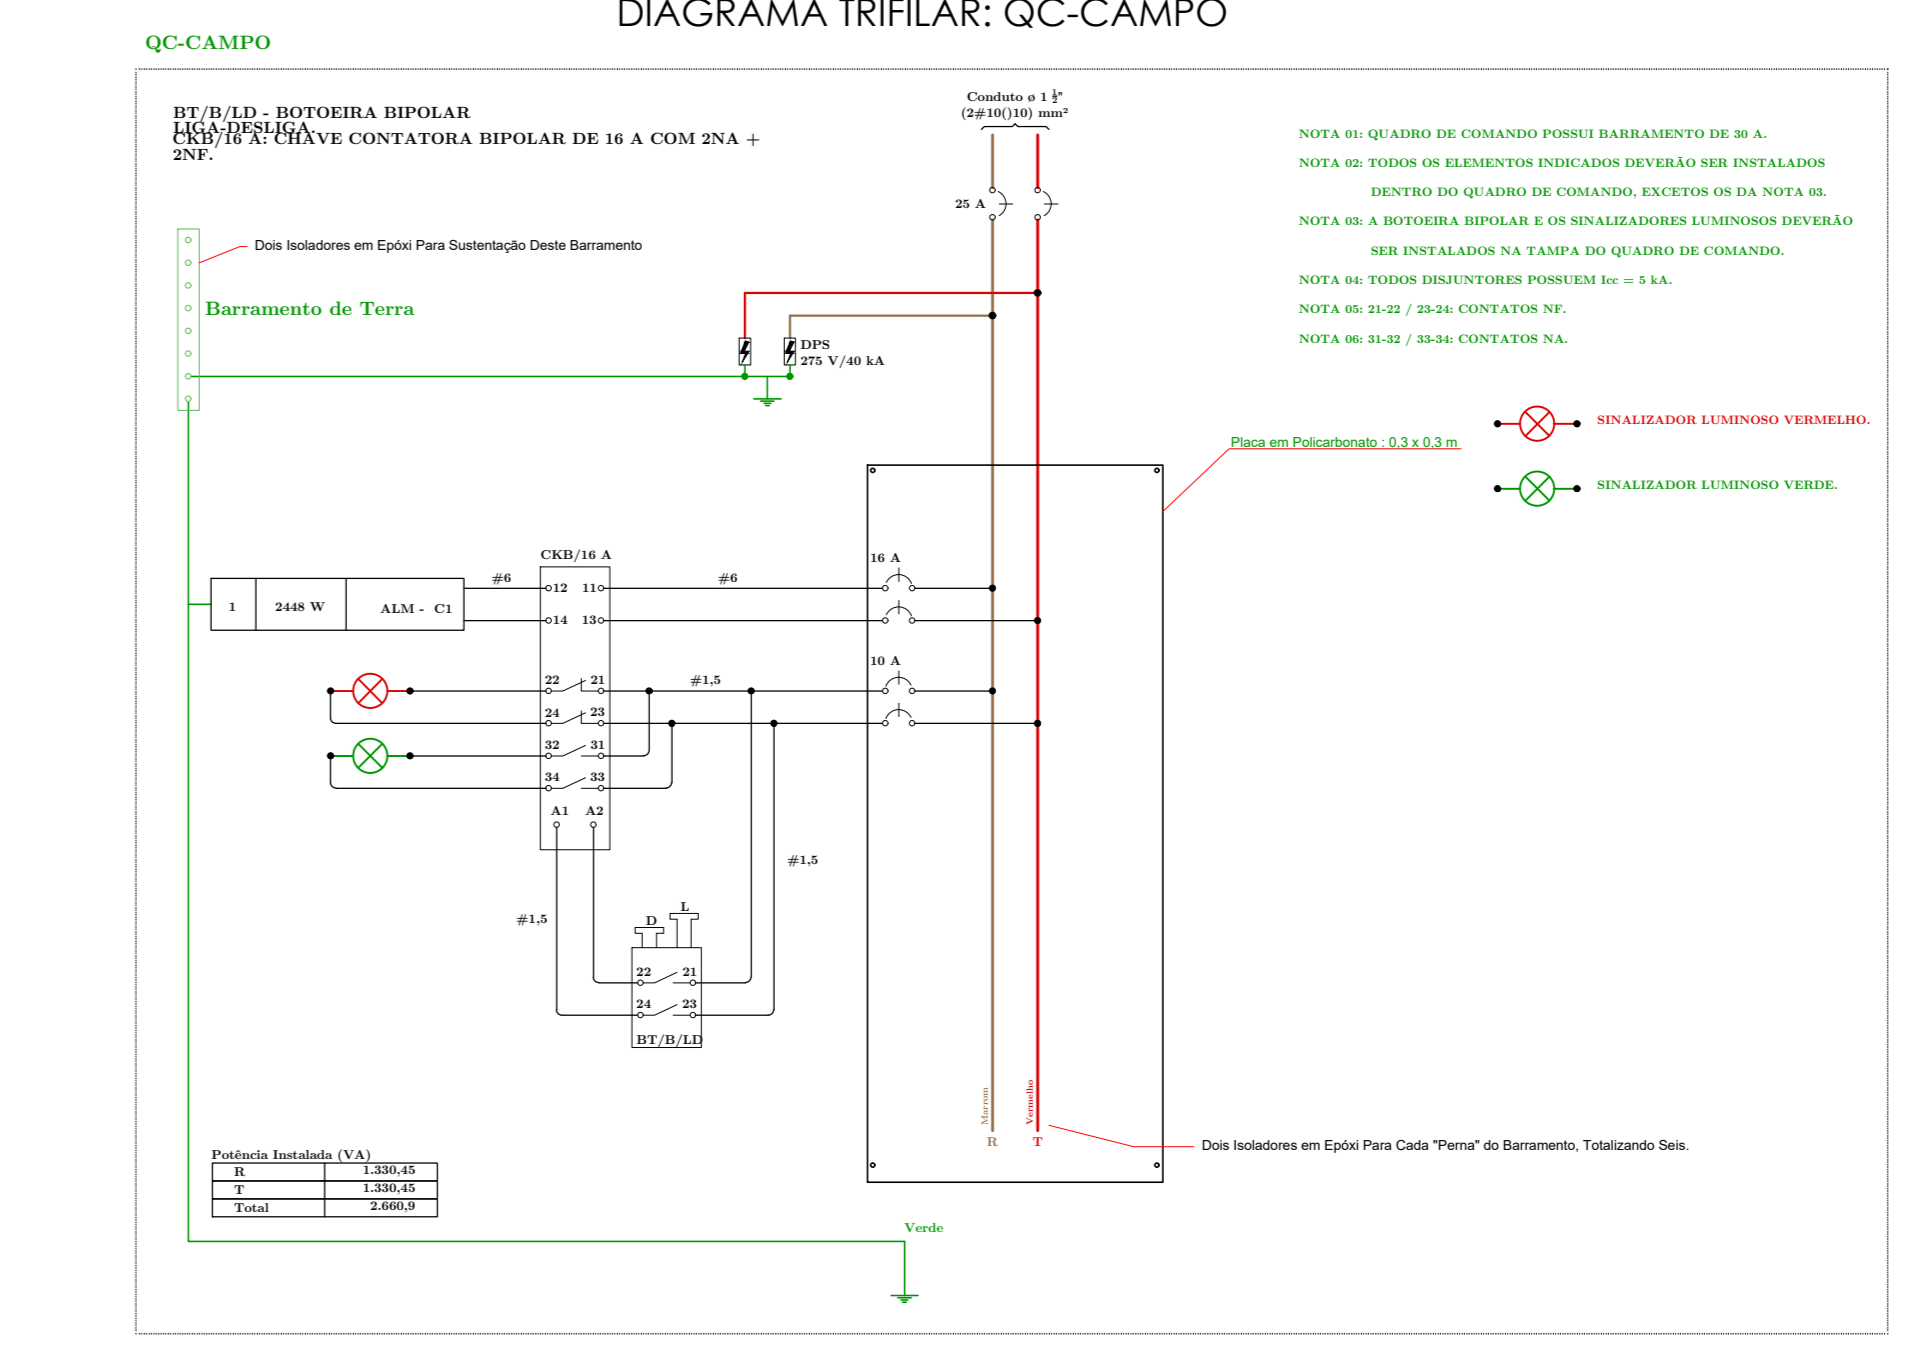 DIAGRAMA TRIFILAR: QC-CAMPO
QC-CAMPO
BT/B/LD - BOTOEIRA BIPOLAR
LIGA-DESLIGA.
CKB/16 A: CHAVE CONTATORA BIPOLAR DE 16 A COM 2NA +
2NF.
Conduto ø 1 ½"
(2#10()10) mm²
25 A
NOTA 01: QUADRO DE COMANDO POSSUI BARRAMENTO DE 30 A.
NOTA 02: TODOS OS ELEMENTOS INDICADOS DEVERÃO SER INSTALADOS
DENTRO DO QUADRO DE COMANDO, EXCETOS OS DA NOTA 03.
NOTA 03: A BOTOEIRA BIPOLAR E OS SINALIZADORES LUMINOSOS DEVERÃO
SER INSTALADOS NA TAMPA DO QUADRO DE COMANDO.
NOTA 04: TODOS DISJUNTORES POSSUEM Icc = 5 kA.
NOTA 05: 21-22 / 23-24: CONTATOS NF.
NOTA 06: 31-32 / 33-34: CONTATOS NA.
Dois Isoladores em Epóxi Para Sustentação Deste Barramento
Barramento de Terra
DPS
275 V/40 kA
SINALIZADOR LUMINOSO VERMELHO.
SINALIZADOR LUMINOSO VERDE.
Placa em Policarbonato : 0,3 x 0,3 m
CKB/16 A
16 A
#6
#6
12 11
1 2448 W ALM - C1
14 13
10 A
22 21
#1,5
24 23
32 31
34 33
A1 A2
#1,5
#1,5
D L
22 21
24 23
BT/B/LD
Marrom
Vermelho
R T
Dois Isoladores em Epóxi Para Cada "Perna" do Barramento, Totalizando Seis.
Potência Instalada (VA)
R 1.330,45
T 1.330,45
Total 2.660,9
Verde